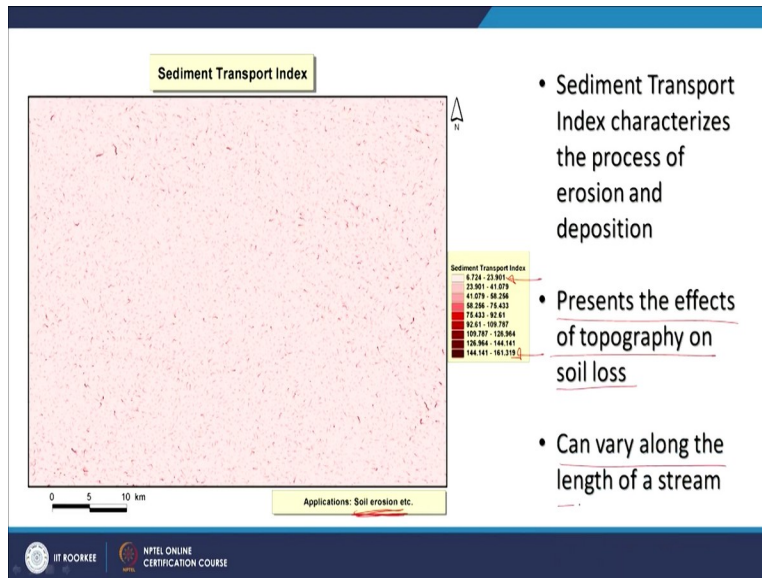 Sediment Transport Index
N
Sediment Transport Index
6.724 - 23.901
23.901 - 41.079
41.079 - 58.256
58.256 - 75.433
75.433 - 92.61
92.61 - 109.787
109.787 - 126.964
126.964 - 144.141
144.141 - 161.319
0 5 10 km
Applications: Soil erosion etc.
• Sediment Transport
Index characterizes
the process of
erosion and
deposition
• Presents the effects
of topography on
soil loss
• Can vary along the
length of a stream
IIT ROORKEE
NPTEL
NPTEL ONLINE
CERTIFICATION COURSE